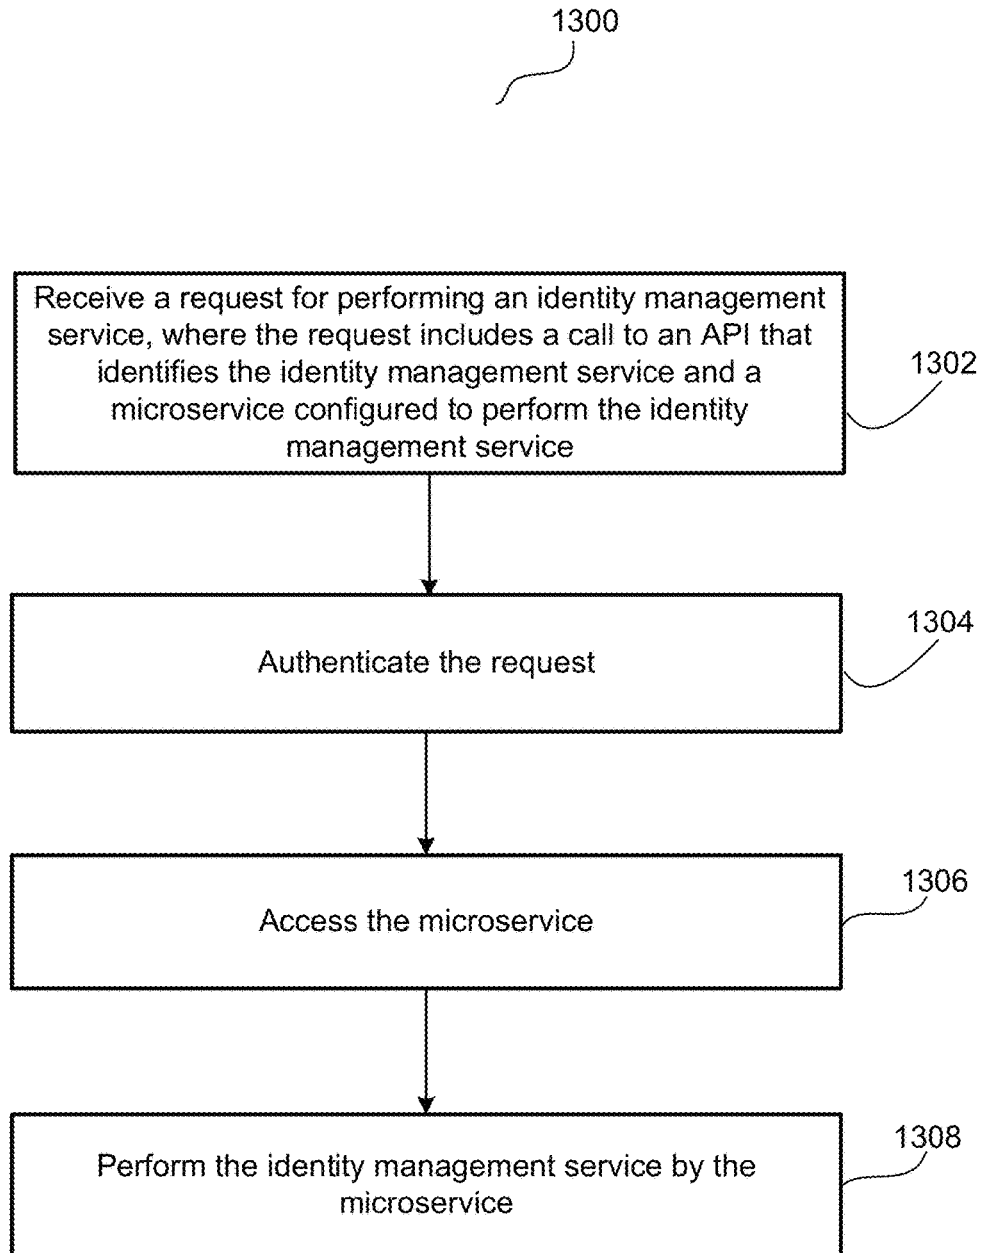 1300
Receive a request for performing an identity management
service, where the request includes a call to an API that
identifies the identity management service and a
microservice configured to perform the identity
management service
1302
Authenticate the request
1304
Access the microservice
1306
Perform the identity management service by the
microservice
1308